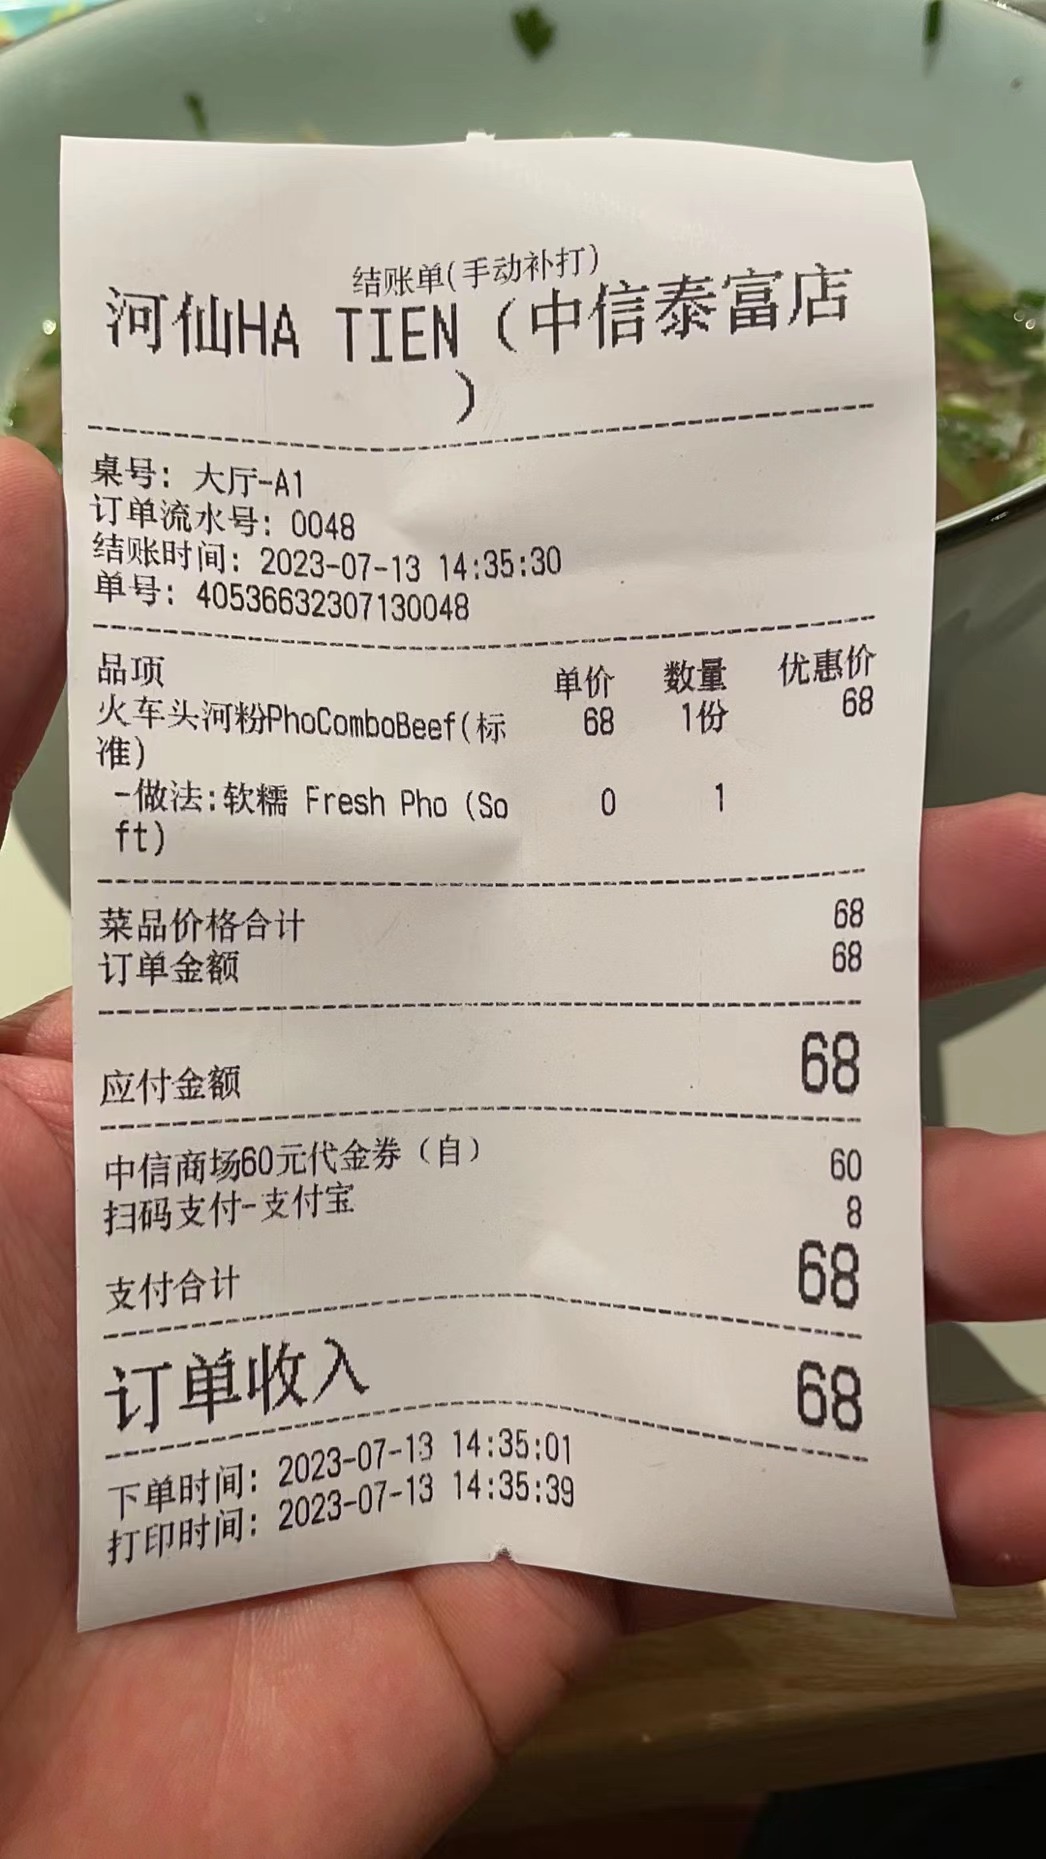 结账单(手动补打)
河仙HA TIEN（中信泰富店
）
桌号: 大厅-A1
订单流水号: 0048
结账时间: 2023-07-13 14:35:30
单号: 40536632307130048
品项 单价 数量 优惠价
火车头河粉PhoComboBeef(标 68 1份 68
准)
-做法:软糯 Fresh Pho (So 0 1
ft)
菜品价格合计 68
订单金额 68
应付金额 68
中信商场60元代金券（自） 60
扫码支付-支付宝 8
支付合计 68
订单收入 68
下单时间: 2023-07-13 14:35:01
打印时间: 2023-07-13 14:35:39